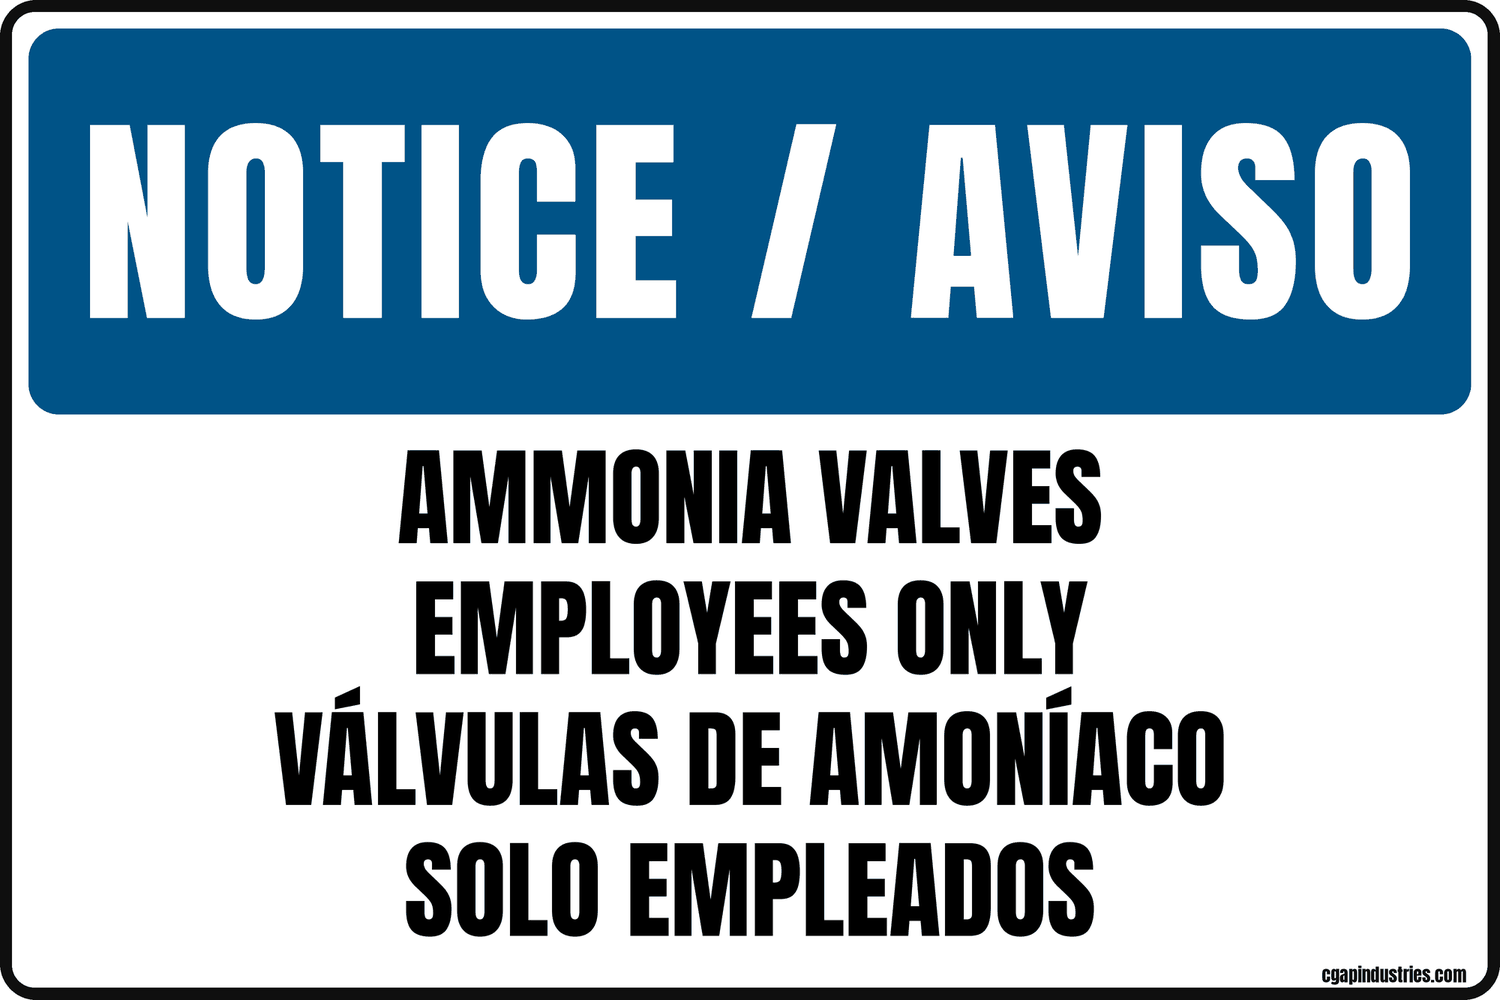 NOTICE / AVISO
AMMONIA VALVES
EMPLOYEES ONLY
VÁLVULAS DE AMONÍACO
SOLO EMPLEADOS
cgapindustries.com